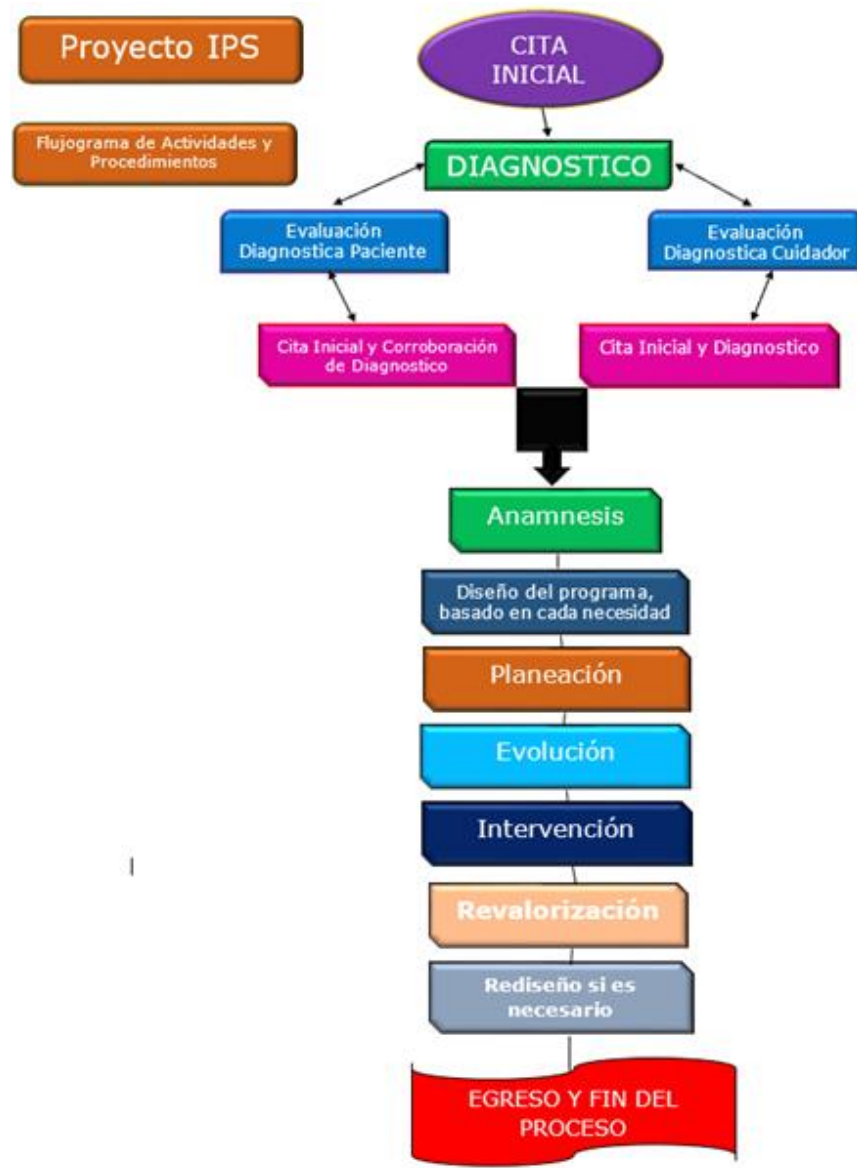 Proyecto IPS
CITA
INICIAL
Flujograma de Actividades y
Procedimientos
DIAGNOSTICO
Evaluación
Diagnostica Paciente
Evaluación
Diagnostica Cuidador
Cita Inicial y Corroboración
de Diagnostico
Cita Inicial y Diagnostico
Anamnesis
Diseño del programa,
basado en cada necesidad
Planeación
Evolución
Intervención
Revalorización
Rediseño si es
necesario
EGRESO Y FIN DEL
PROCESO